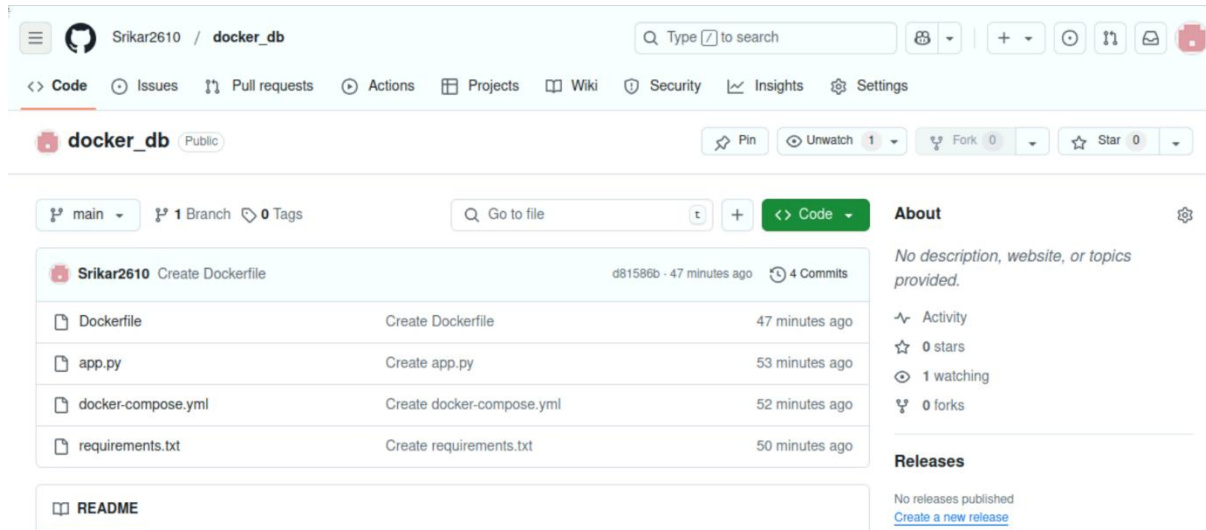 Srikar2610 / docker_db
Type / to search
<> Code Issues Pull requests Actions Projects Wiki Security Insights Settings
docker_db Public
Pin Unwatch 1 Fork 0 Star 0
main 1 Branch 0 Tags
Go to file t + <> Code
Srikar2610 Create Dockerfile d81586b · 47 minutes ago 4 Commits
Dockerfile Create Dockerfile 47 minutes ago
app.py Create app.py 53 minutes ago
docker-compose.yml Create docker-compose.yml 52 minutes ago
requirements.txt Create requirements.txt 50 minutes ago
README
About
No description, website, or topics
provided.
Activity
0 stars
1 watching
0 forks
Releases
No releases published
Create a new release